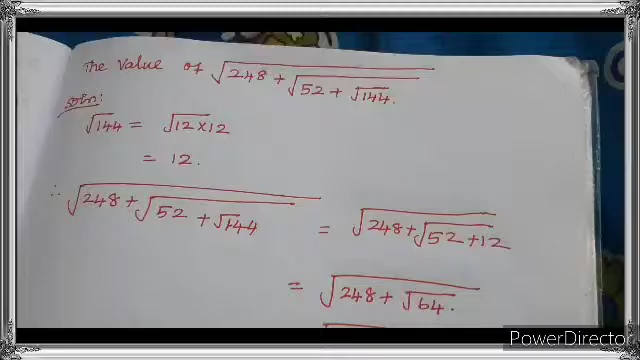 The Value of √248 + √52 + √144.
Soln:
√144 = √12×12
= 12.
∴ √248 + √52 + √144 = √248 + √52 + 12
= √248 + √64.
PowerDirector